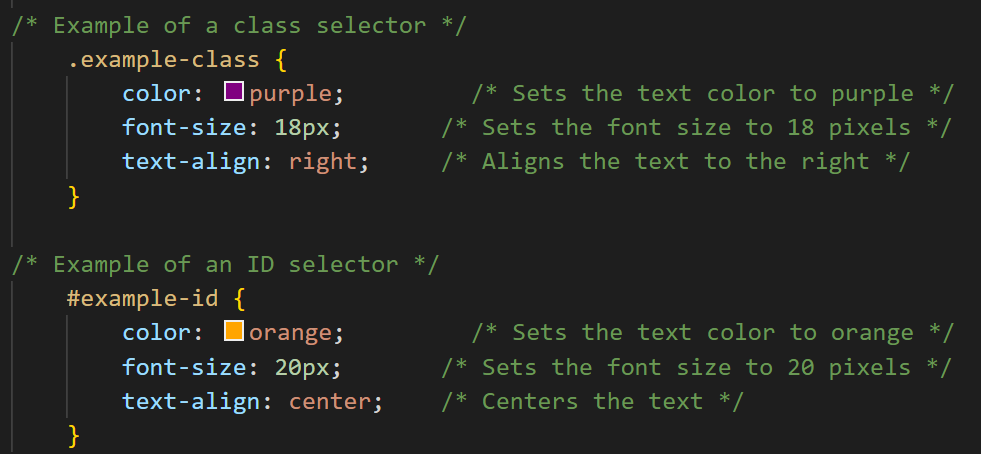 /* Example of a class selector */
.example-class {
color: purple; /* Sets the text color to purple */
font-size: 18px; /* Sets the font size to 18 pixels */
text-align: right; /* Aligns the text to the right */
}
/* Example of an ID selector */
#example-id {
color: orange; /* Sets the text color to orange */
font-size: 20px; /* Sets the font size to 20 pixels */
text-align: center; /* Centers the text */
}